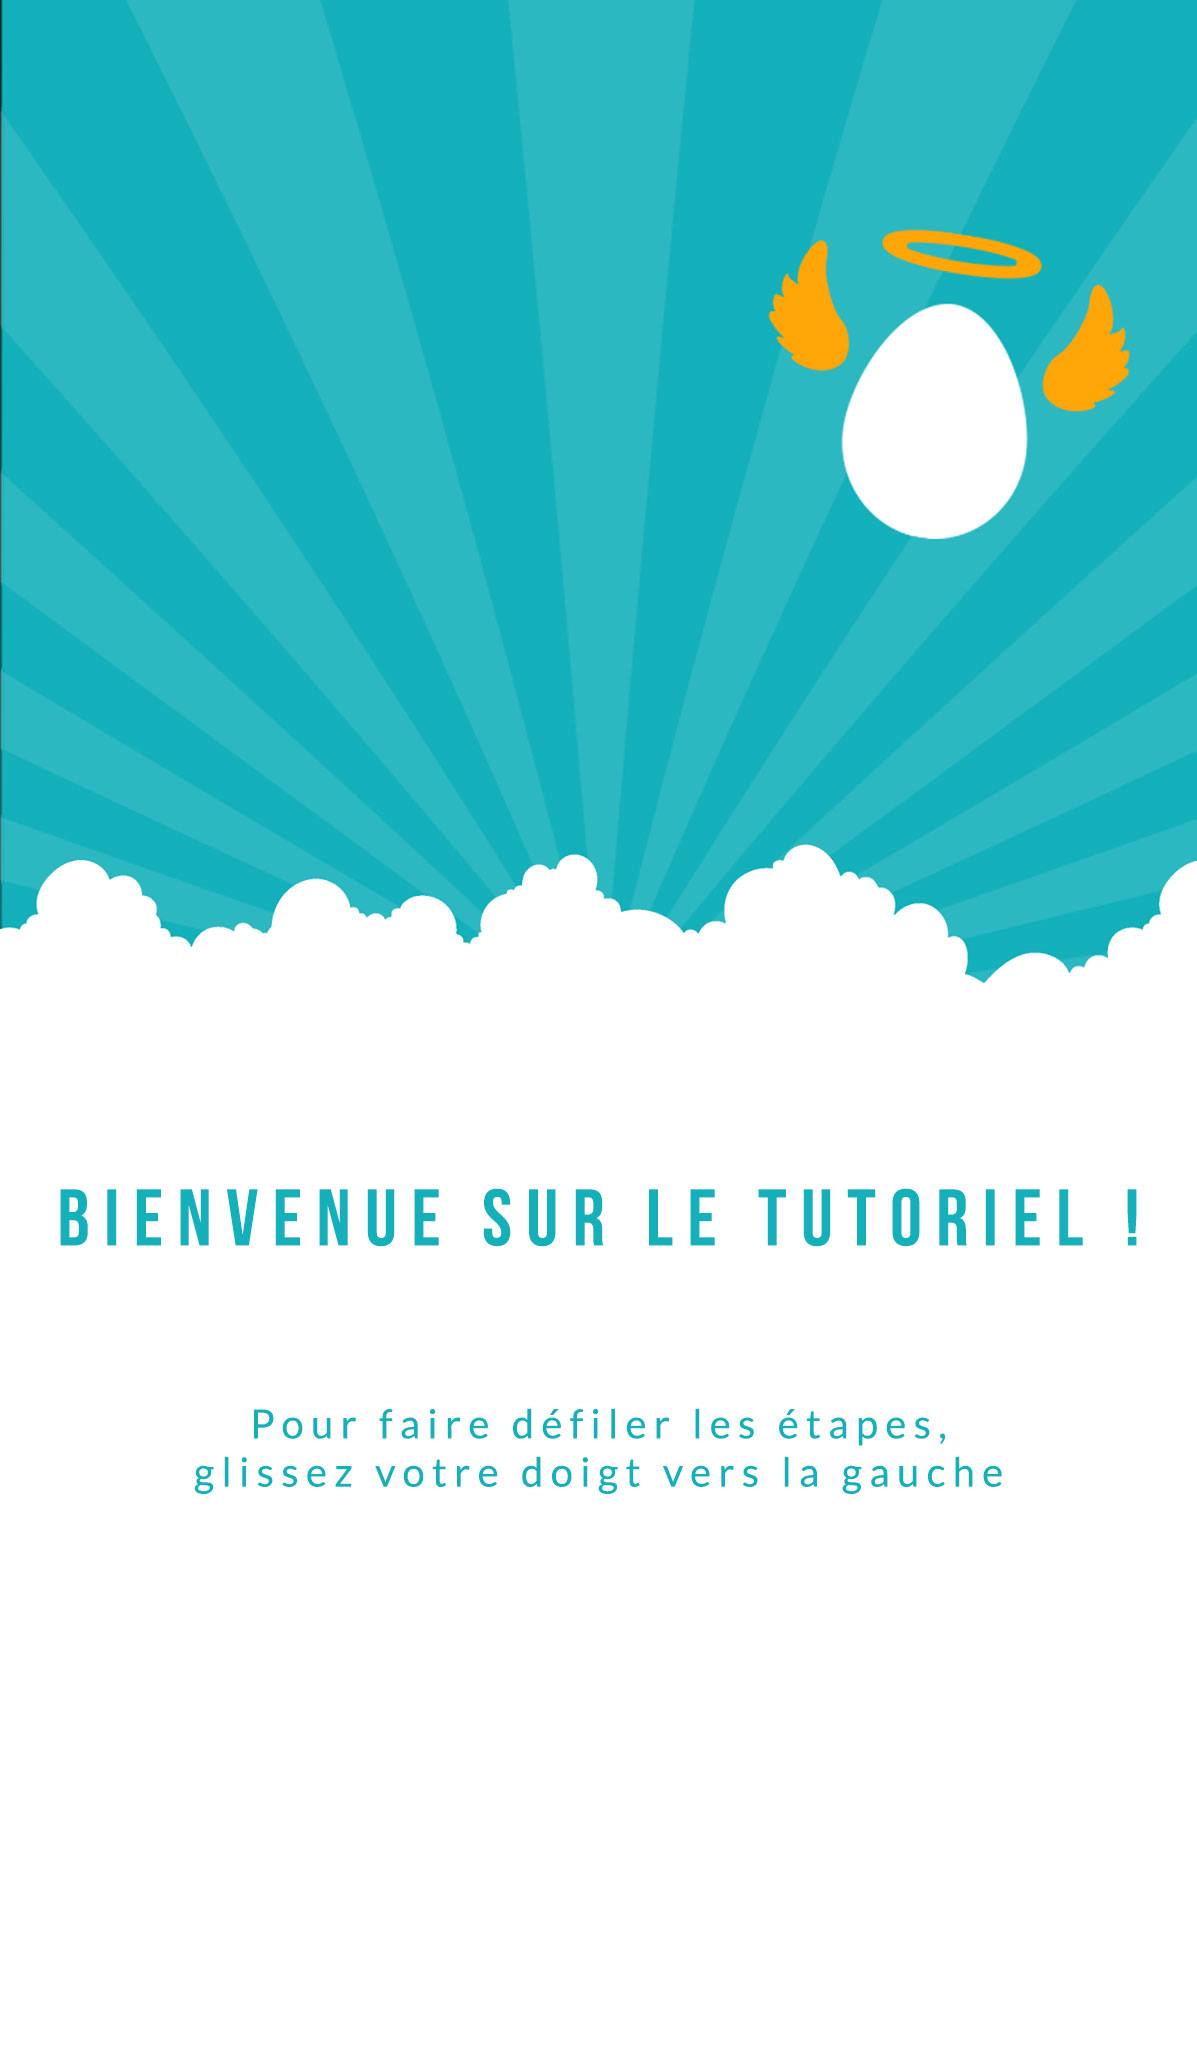 BIENVENUE SUR LE TUTORIEL !
Pour faire défiler les étapes,
glissez votre doigt vers la gauche